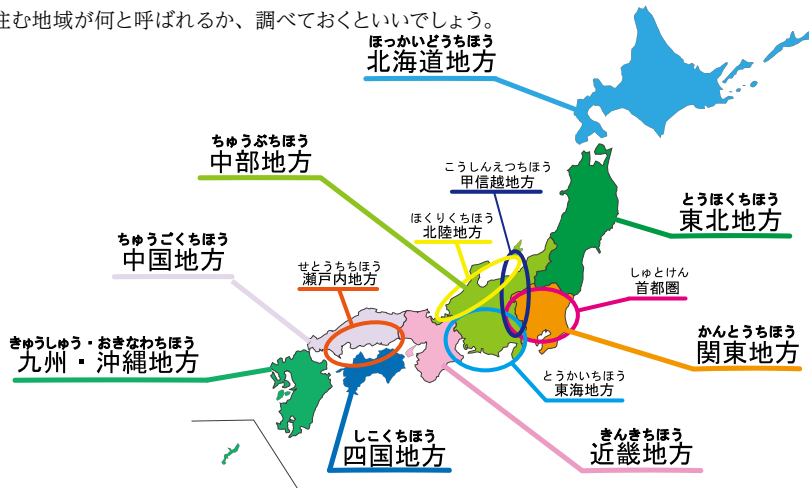 住む地域が何と呼ばれるか、調べておくといいでしょう。
ほっかいどうちほう
北海道地方
ちゅうぶちほう
中部地方
こうしんえつちほう
甲信越地方
とうほくちほう
東北地方
ほくりくちほう
北陸地方
ちゅうごくちほう
中国地方
せとうちちほう
瀬戸内地方
しゅとけん
首都圏
きゅうしゅう・おきなわちほう
九州・沖縄地方
かんとうちほう
関東地方
とうかいちほう
東海地方
しこくちほう
四国地方
きんきちほう
近畿地方